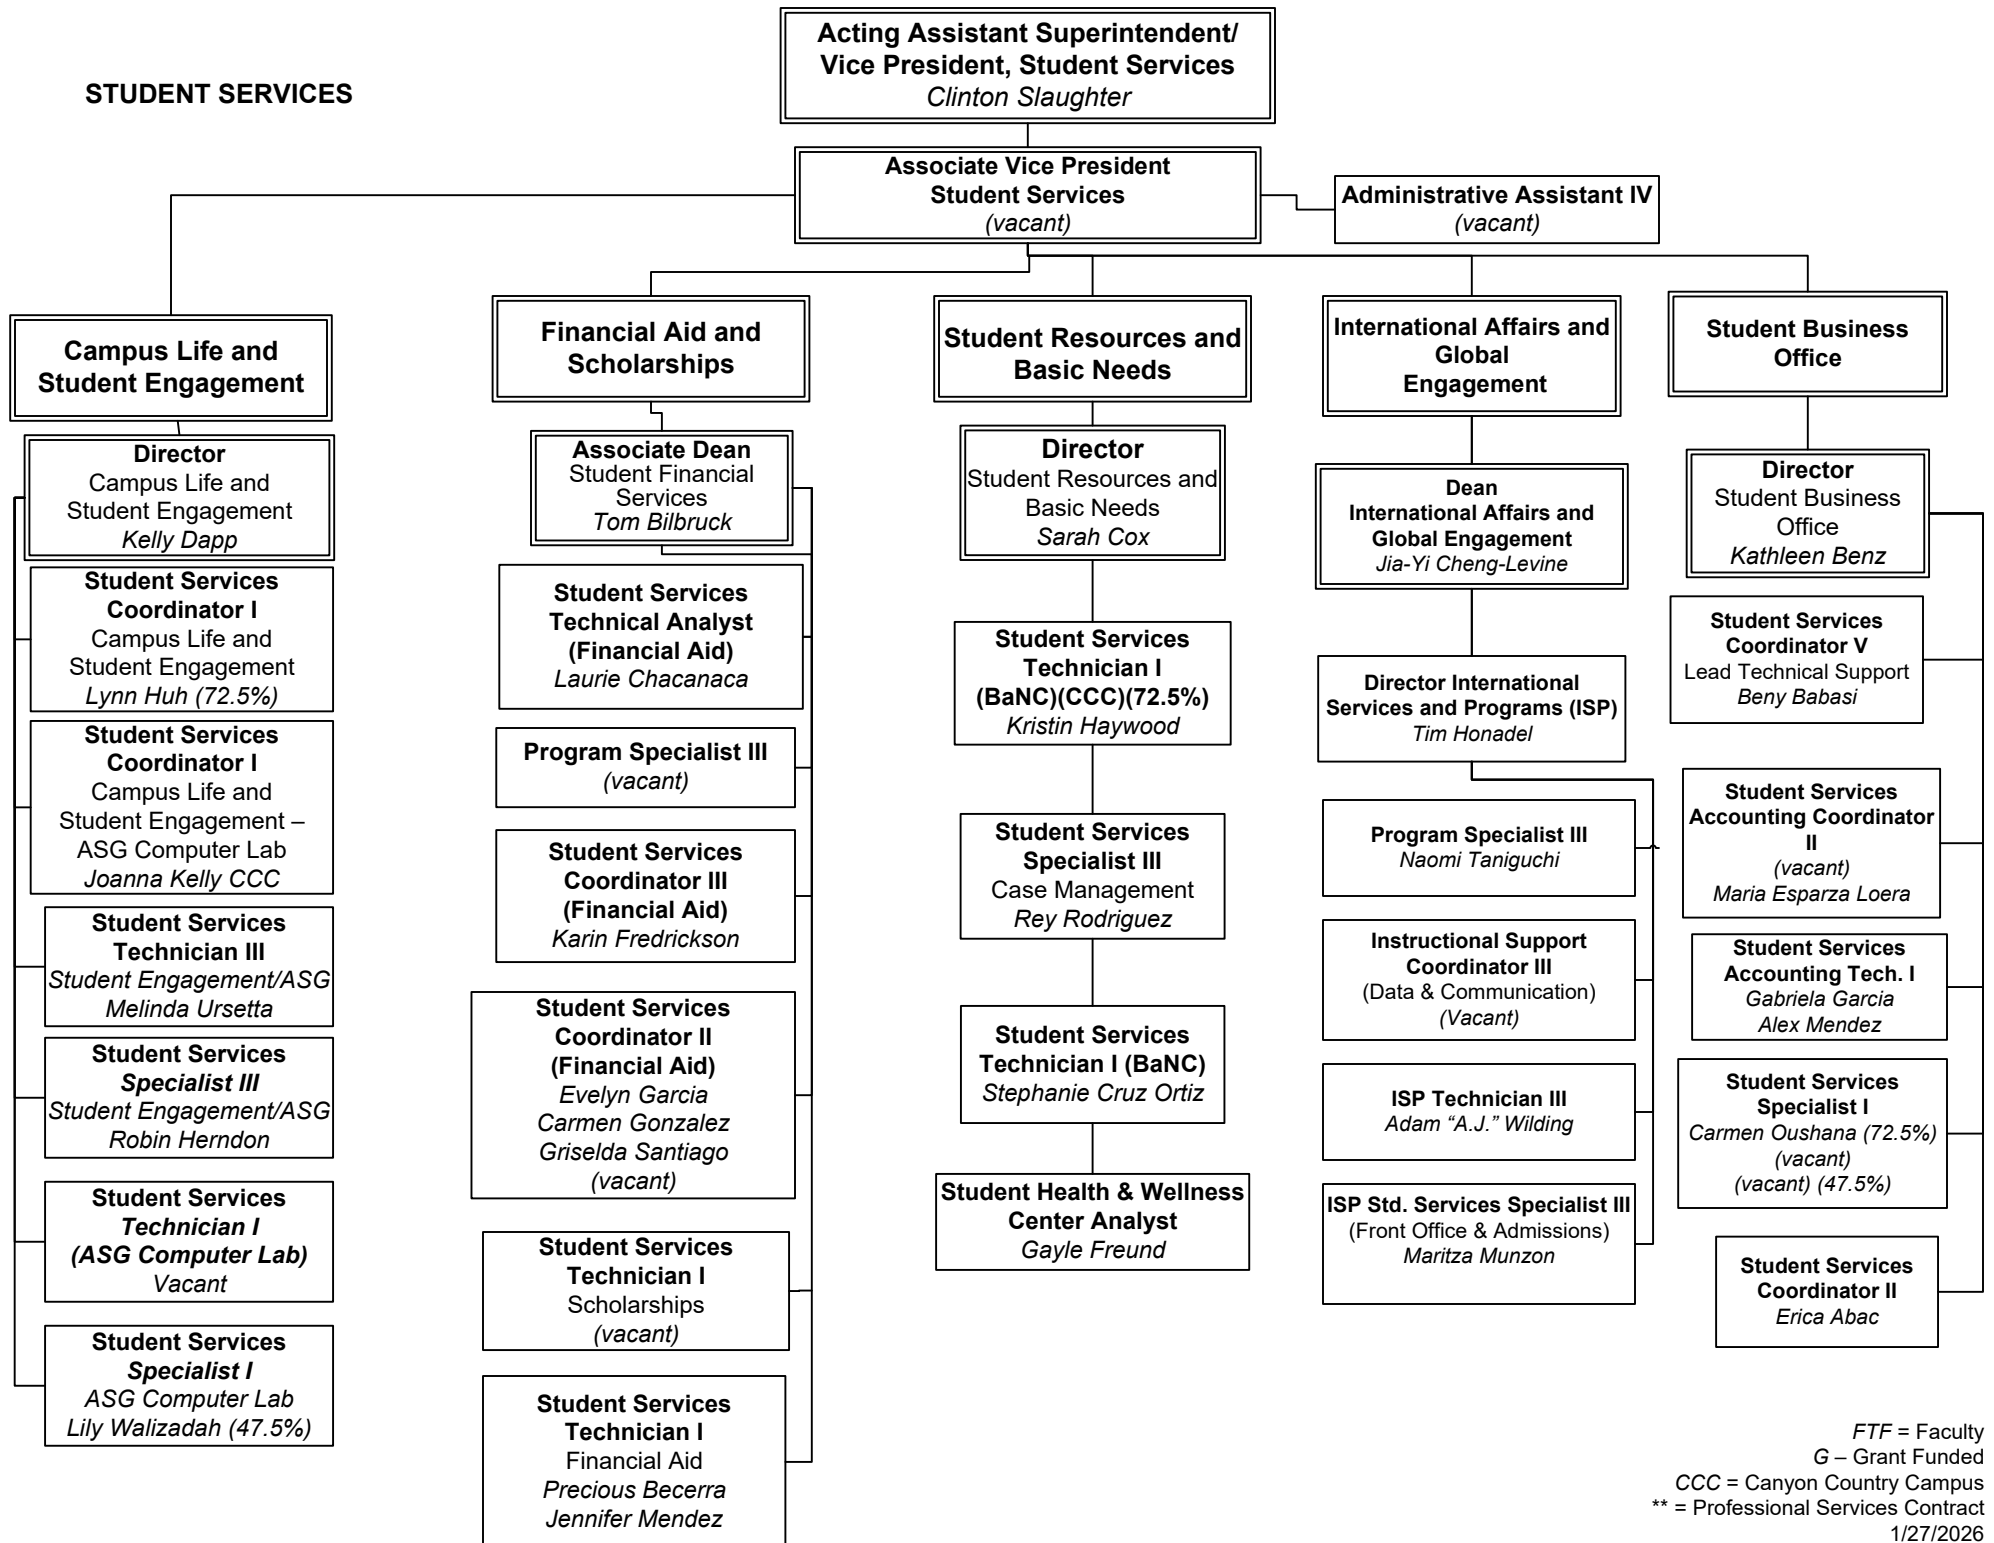 STUDENT SERVICES
Acting Assistant Superintendent/
Vice President, Student Services
Clinton Slaughter
Associate Vice President
Student Services
(vacant)
Administrative Assistant IV
(vacant)
Campus Life and
Student Engagement
Director
Campus Life and
Student Engagement
Kelly Dapp
Student Services
Coordinator I
Campus Life and
Student Engagement
Lynn Huh (72.5%)
Student Services
Coordinator I
Campus Life and
Student Engagement –
ASG Computer Lab
Joanna Kelly CCC
Student Services
Technician III
Student Engagement/ASG
Melinda Ursetta
Student Services
Specialist III
Student Engagement/ASG
Robin Herndon
Student Services
Technician I
(ASG Computer Lab)
Vacant
Student Services
Specialist I
ASG Computer Lab
Lily Walizadah (47.5%)
Financial Aid and
Scholarships
Associate Dean
Student Financial
Services
Tom Bilbruck
Student Services
Technical Analyst
(Financial Aid)
Laurie Chacanaca
Program Specialist III
(vacant)
Student Services
Coordinator III
(Financial Aid)
Karin Fredrickson
Student Services
Coordinator II
(Financial Aid)
Evelyn Garcia
Carmen Gonzalez
Griselda Santiago
(vacant)
Student Services
Technician I
Scholarships
(vacant)
Student Services
Technician I
Financial Aid
Precious Becerra
Jennifer Mendez
Student Resources and
Basic Needs
Director
Student Resources and
Basic Needs
Sarah Cox
Student Services
Technician I
(BaNC)(CCC)(72.5%)
Kristin Haywood
Student Services
Specialist III
Case Management
Rey Rodriguez
Student Services
Technician I (BaNC)
Stephanie Cruz Ortiz
Student Health & Wellness
Center Analyst
Gayle Freund
International Affairs and
Global
Engagement
Dean
International Affairs and
Global Engagement
Jia-Yi Cheng-Levine
Director International
Services and Programs (ISP)
Tim Honadel
Program Specialist III
Naomi Taniguchi
Instructional Support
Coordinator III
(Data & Communication)
(Vacant)
ISP Technician III
Adam “A.J.” Wilding
ISP Std. Services Specialist III
(Front Office & Admissions)
Maritza Munzon
Student Business
Office
Director
Student Business
Office
Kathleen Benz
Student Services
Coordinator V
Lead Technical Support
Beny Babasi
Student Services
Accounting Coordinator
II
(vacant)
Maria Esparza Loera
Student Services
Accounting Tech. I
Gabriela Garcia
Alex Mendez
Student Services
Specialist I
Carmen Oushana (72.5%)
(vacant)
(vacant) (47.5%)
Student Services
Coordinator II
Erica Abac
FTF = Faculty
G – Grant Funded
CCC = Canyon Country Campus
** = Professional Services Contract
1/27/2026